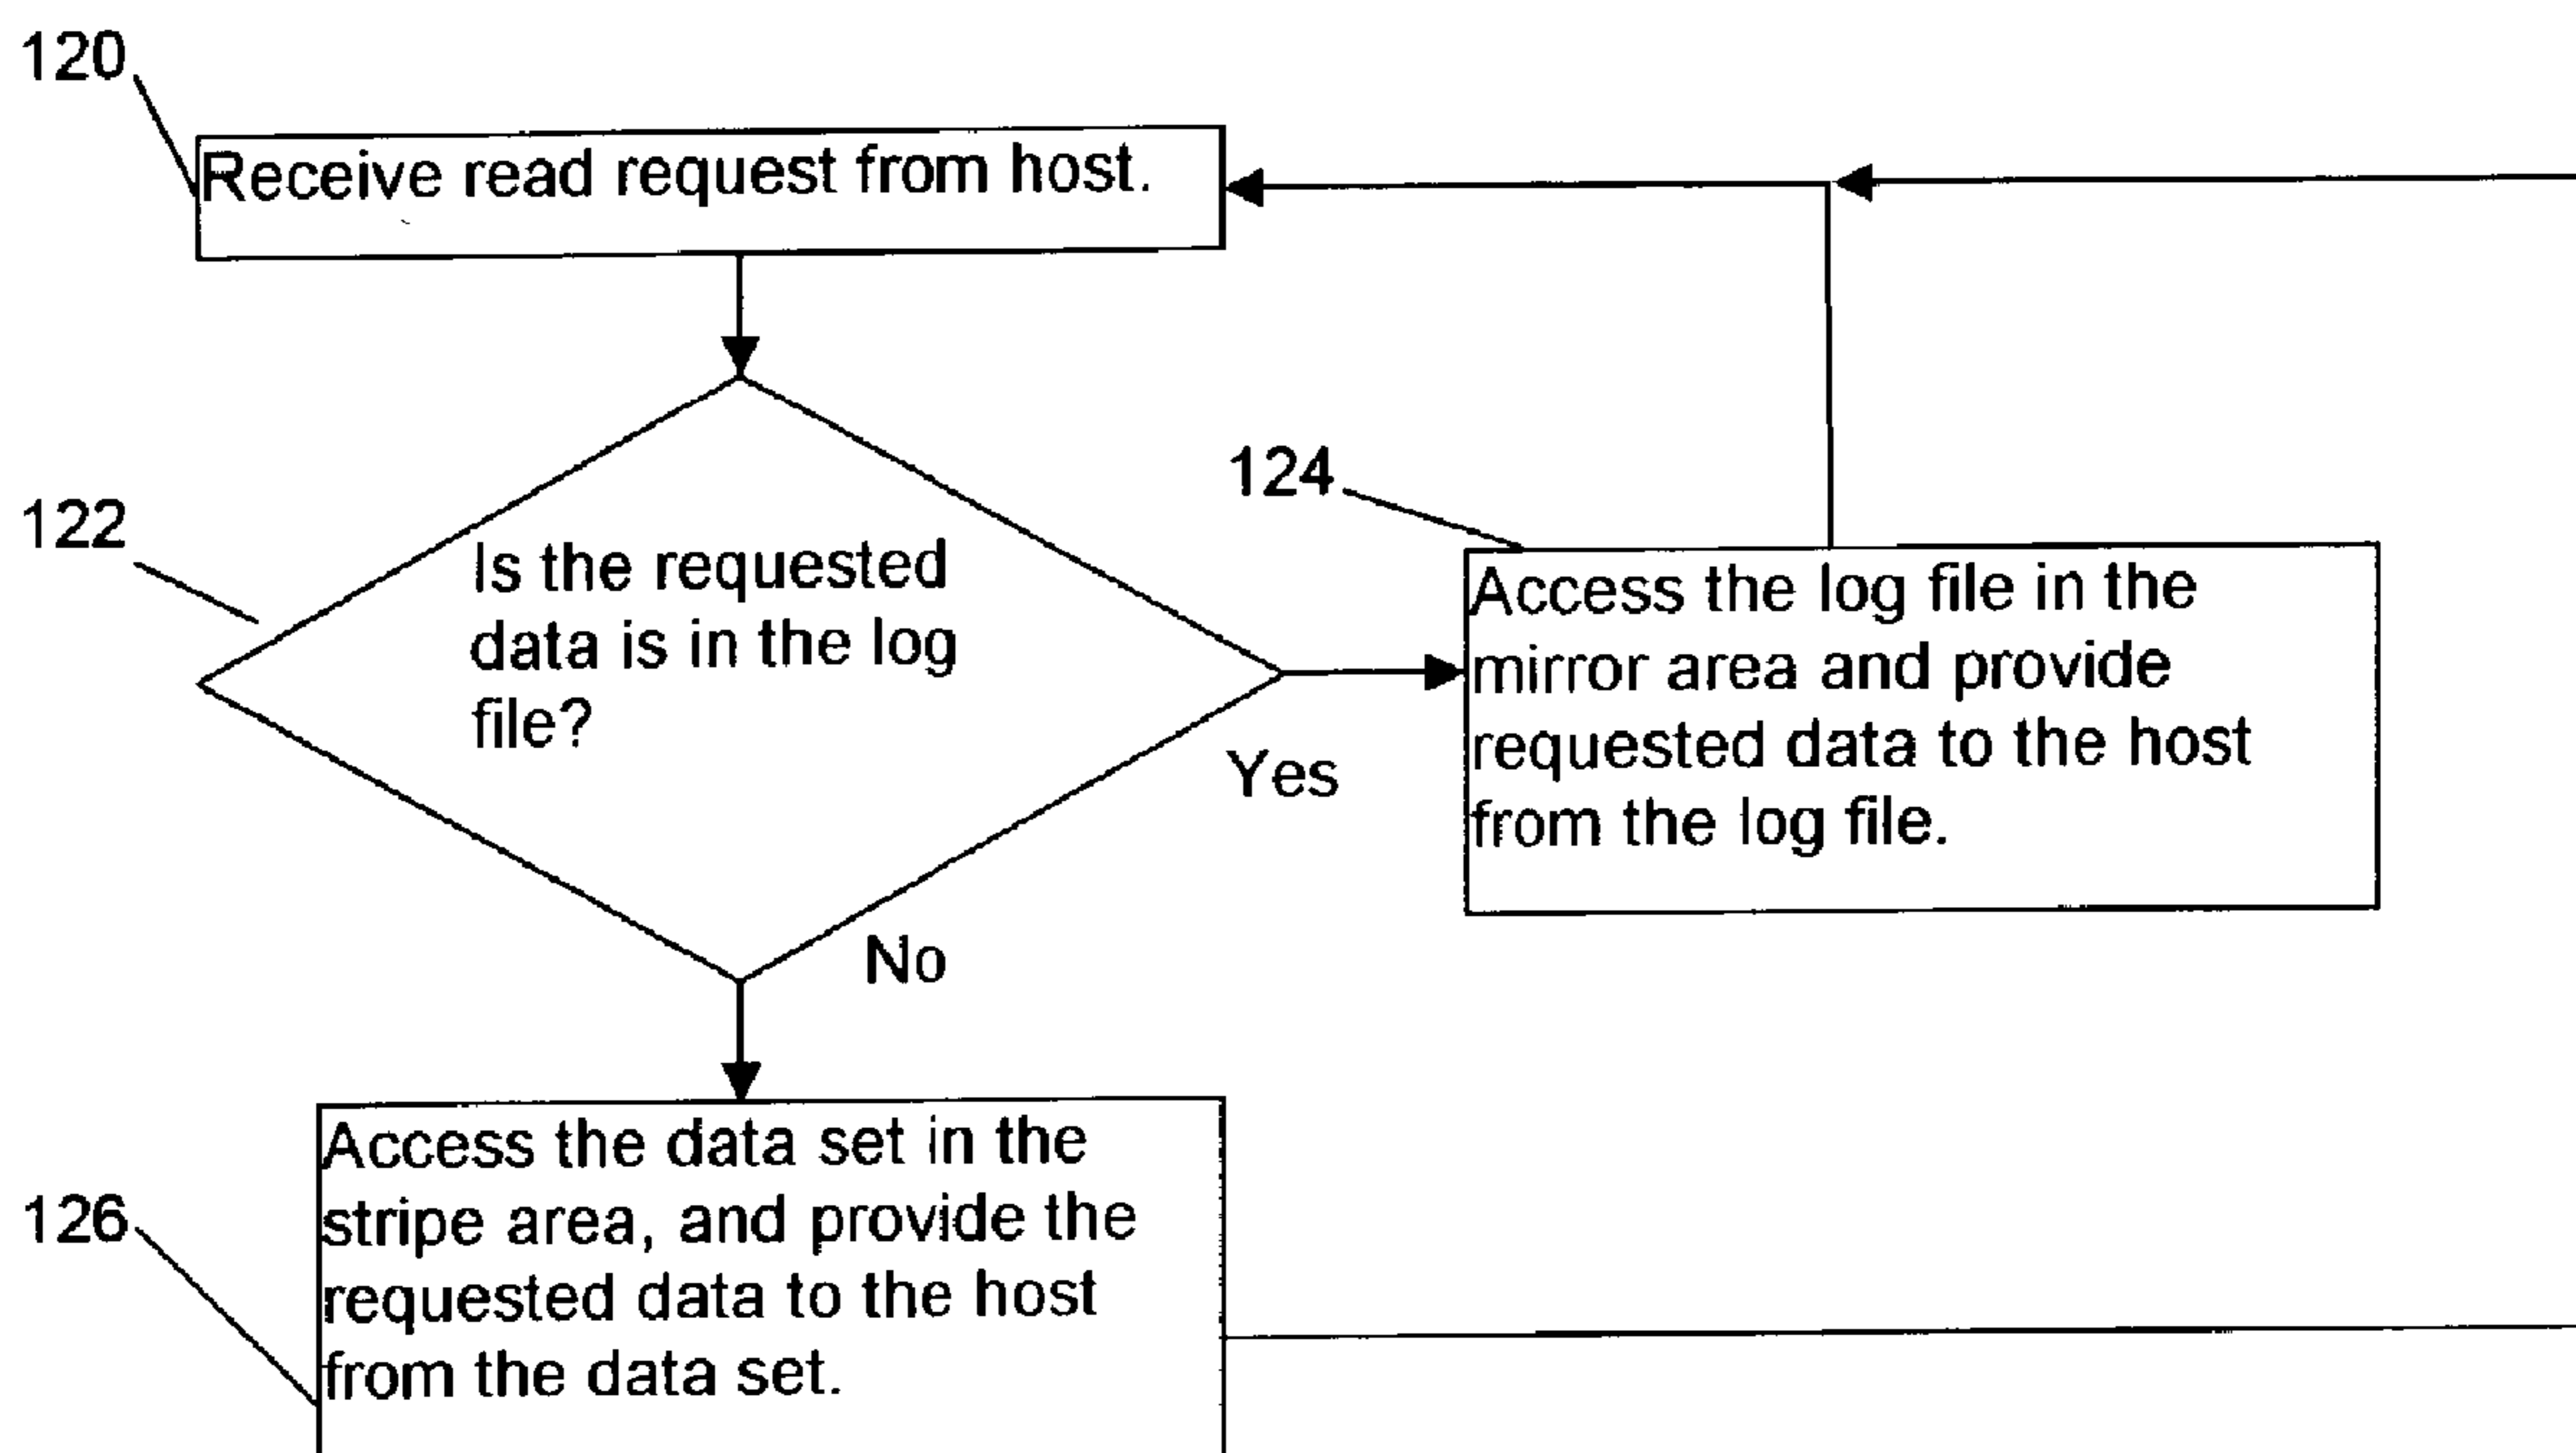 120
Receive read request from host.
122
Is the requested
data is in the log
file?
Yes
No
124
Access the log file in the
mirror area and provide
requested data to the host
from the log file.
126
Access the data set in the
stripe area, and provide the
requested data to the host
from the data set.